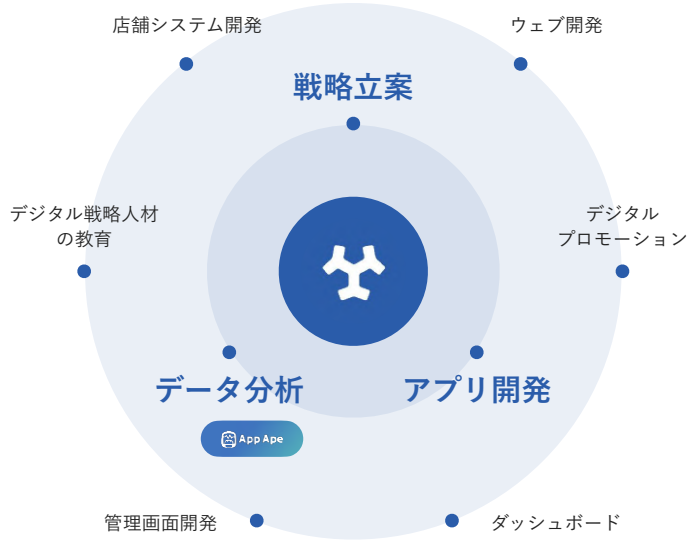 店舗システム開発
ウェブ開発
戦略立案
デジタル戦略人材
の教育
デジタル
プロモーション
データ分析
アプリ開発
App Ape
管理画面開発
ダッシュボード